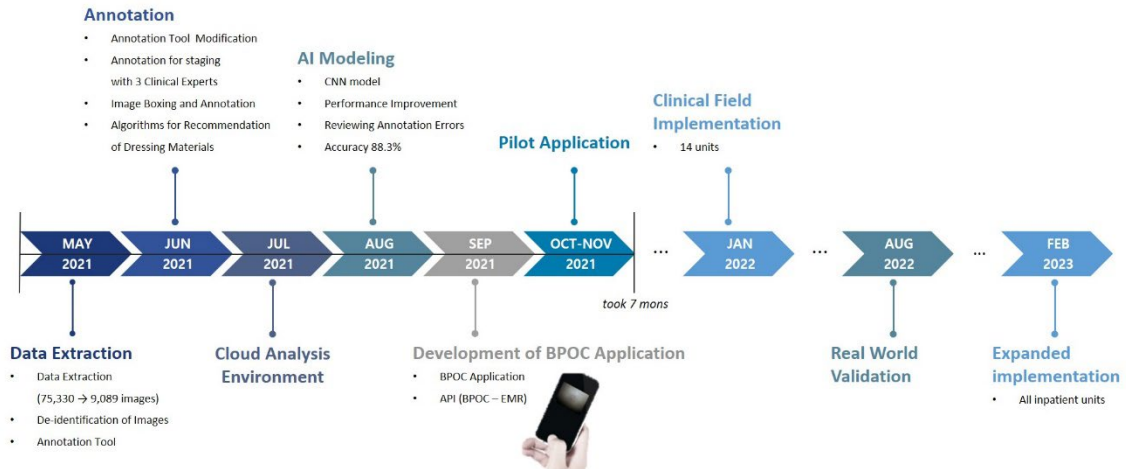 Annotation
• Annotation Tool Modification
• Annotation for staging
with 3 Clinical Experts
• Image Boxing and Annotation
• Algorithms for Recommendation
of Dressing Materials
AI Modeling
• CNN model
• Performance Improvement
• Reviewing Annotation Errors
• Accuracy 88.3%
Pilot Application
Clinical Field
Implementation
• 14 units
MAY
2021
JUN
2021
JUL
2021
AUG
2021
SEP
2021
OCT-NOV
2021
...
JAN
2022
...
AUG
2022
...
FEB
2023
took 7 mons
Data Extraction
• Data Extraction
(75,330 → 9,089 images)
• De-identification of Images
• Annotation Tool
Cloud Analysis
Environment
Development of BPOC Application
• BPOC Application
• API (BPOC – EMR)
Real World
Validation
Expanded
implementation
• All inpatient units